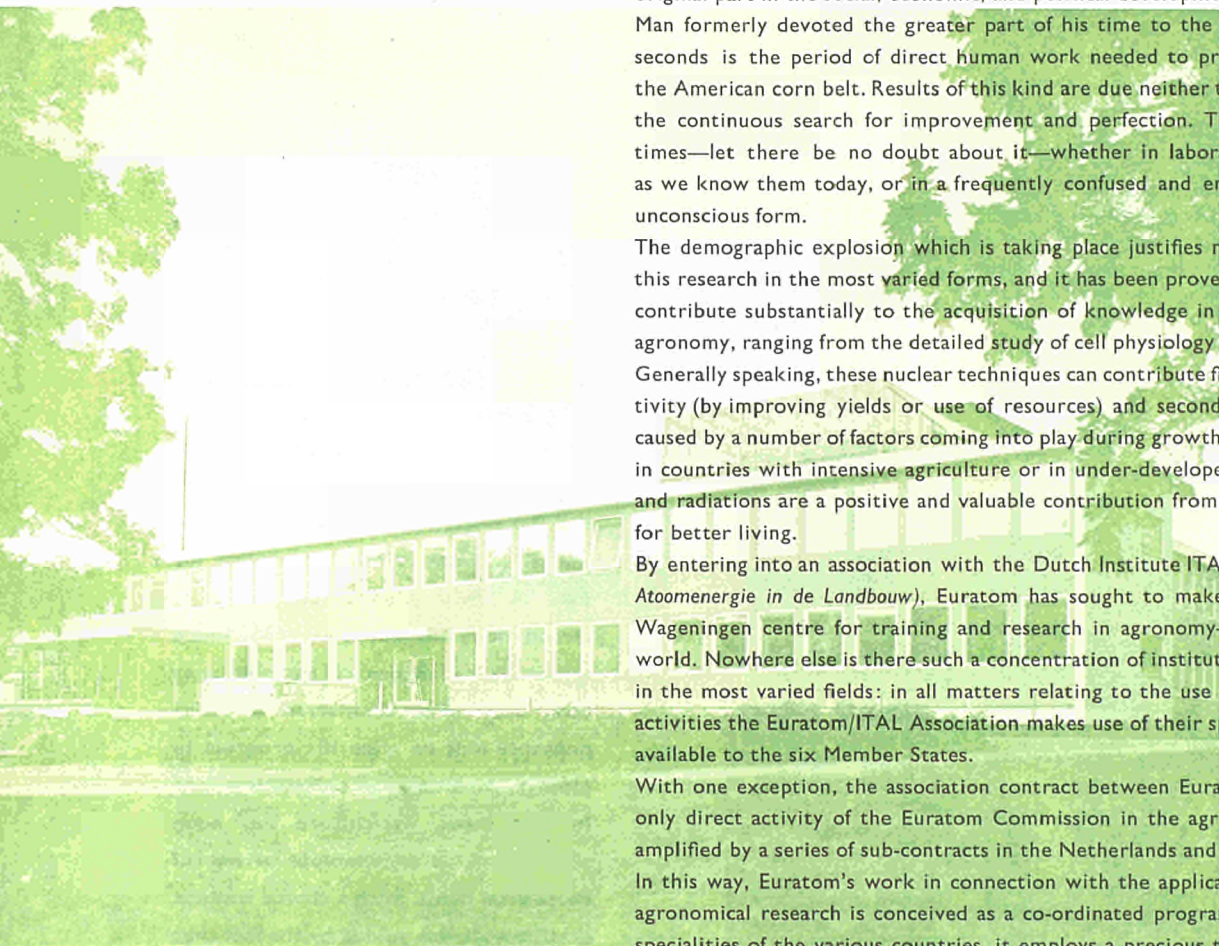 Man formerly devoted the greater part of his time to the
seconds is the period of direct human work needed to pr
the American corn belt. Results of this kind are due neither t
the continuous search for improvement and perfection. T
times—let there be no doubt about it—whether in labor
as we know them today, or in a frequently confused and er
unconscious form.
The demographic explosion which is taking place justifies r
this research in the most varied forms, and it has been prove
contribute substantially to the acquisition of knowledge in
agronomy, ranging from the detailed study of cell physiology
Generally speaking, these nuclear techniques can contribute fi
tivity (by improving yields or use of resources) and second
caused by a number of factors coming into play during growth
in countries with intensive agriculture or in under-develope
and radiations are a positive and valuable contribution from
for better living.
By entering into an association with the Dutch Institute ITA
Atoomenergie in de Landbouw), Euratom has sought to make
Wageningen centre for training and research in agronomy-
world. Nowhere else is there such a concentration of institut
in the most varied fields: in all matters relating to the use
activities the Euratom/ITAL Association makes use of their s
available to the six Member States.
With one exception, the association contract between Eura
only direct activity of the Euratom Commission in the agr
amplified by a series of sub-contracts in the Netherlands and
In this way, Euratom's work in connection with the applica
agronomical research is conceived as a co-ordinated progra
specialities of the various countries, it employs a precious